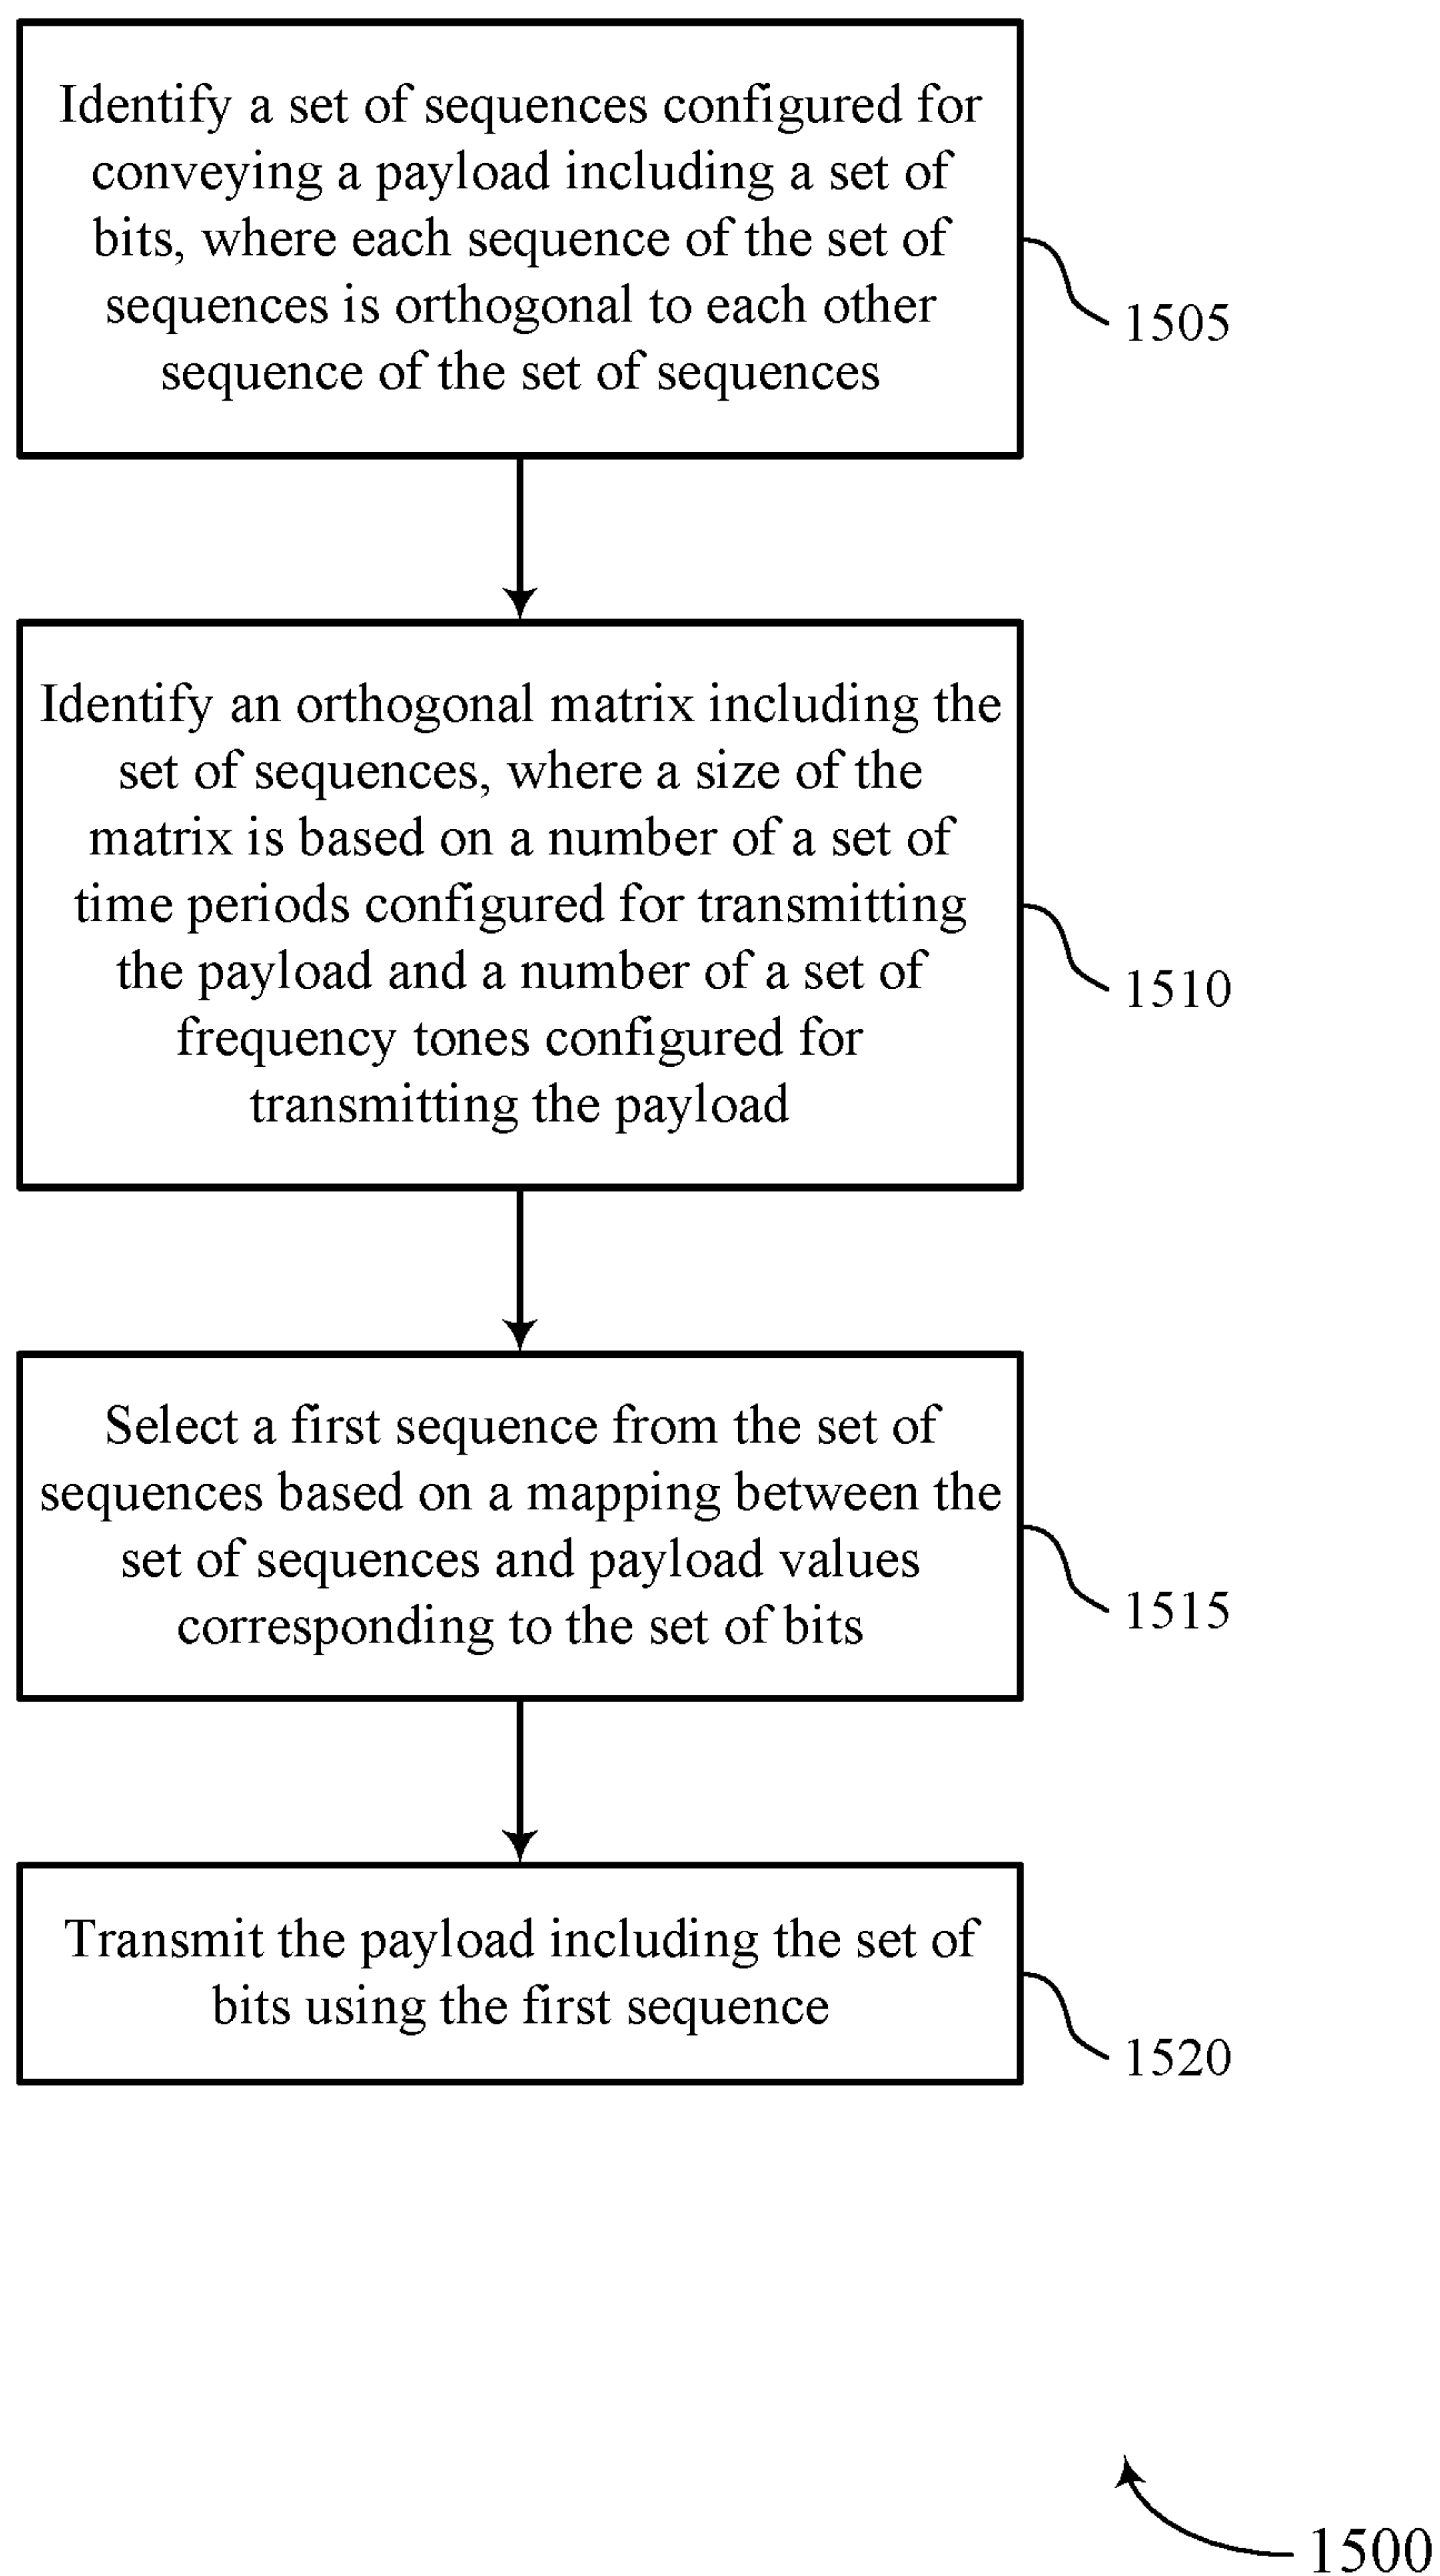 Identify a set of sequences configured for
conveying a payload including a set of
bits, where each sequence of the set of
sequences is orthogonal to each other
sequence of the set of sequences
1505
Identify an orthogonal matrix including the
set of sequences, where a size of the
matrix is based on a number of a set of
time periods configured for transmitting
the payload and a number of a set of
frequency tones configured for
transmitting the payload
1510
Select a first sequence from the set of
sequences based on a mapping between the
set of sequences and payload values
corresponding to the set of bits
1515
Transmit the payload including the set of
bits using the first sequence
1520
1500